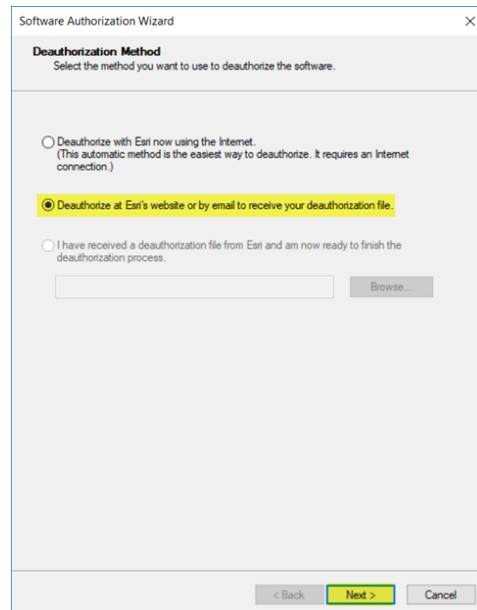 Software Authorization Wizard
Deauthorization Method
Select the method you want to use to deauthorize the software.
Deauthorize with Esri now using the Internet.
(This automatic method is the easiest way to deauthorize. It requires an Internet
connection.)
Deauthorize at Esri's website or by email to receive your deauthorization file.
I have received a deauthorization file from Esri and am now ready to finish the
deauthorization process.
Browse...
< Back
Next >
Cancel